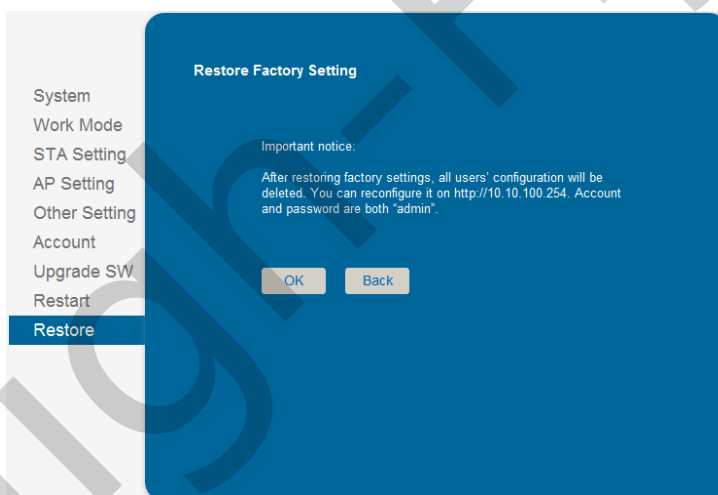 Restore Factory Setting
System
Work Mode
STA Setting
AP Setting
Other Setting
Account
Upgrade SW
Restart
Restore
Important notice:
After restoring factory settings, all users’ configuration will be
deleted. You can reconfigure it on http://10.10.100.254. Account
and password are both “admin”.
OK
Back